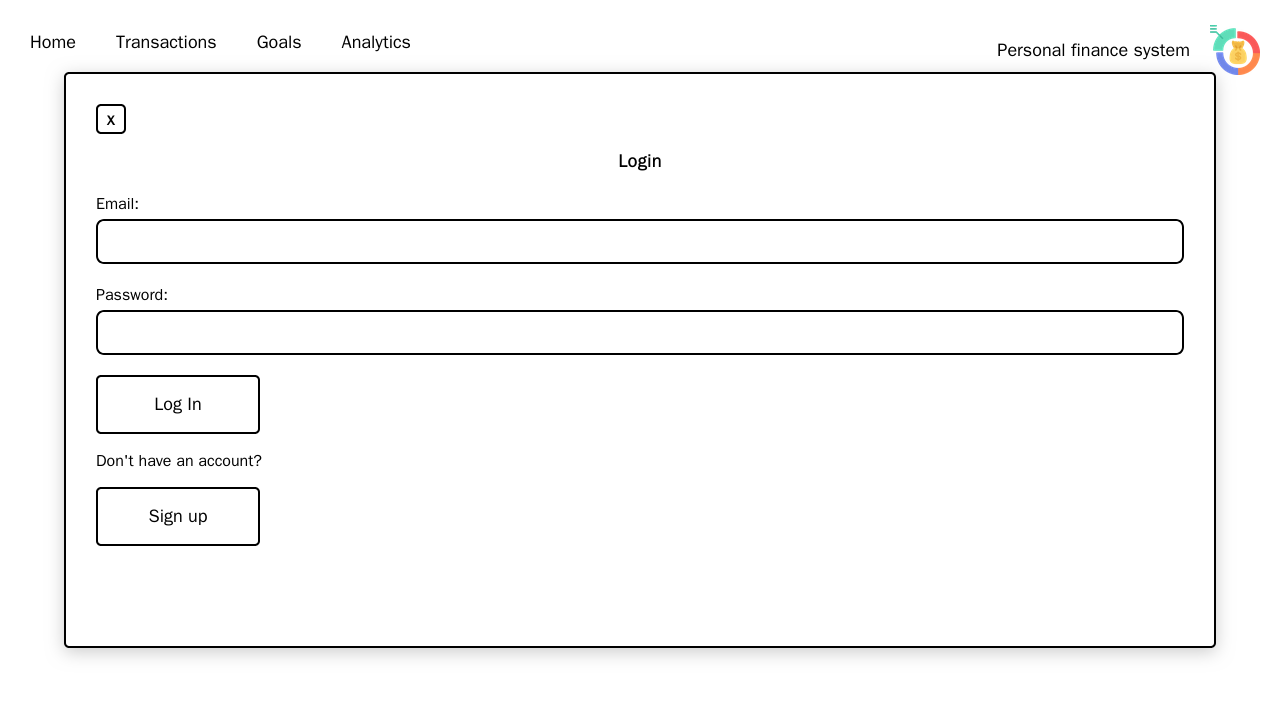 Home Transactions Goals Analytics
Personal finance system
x
Login
Email:
Password:
Log In
Don't have an account?
Sign up